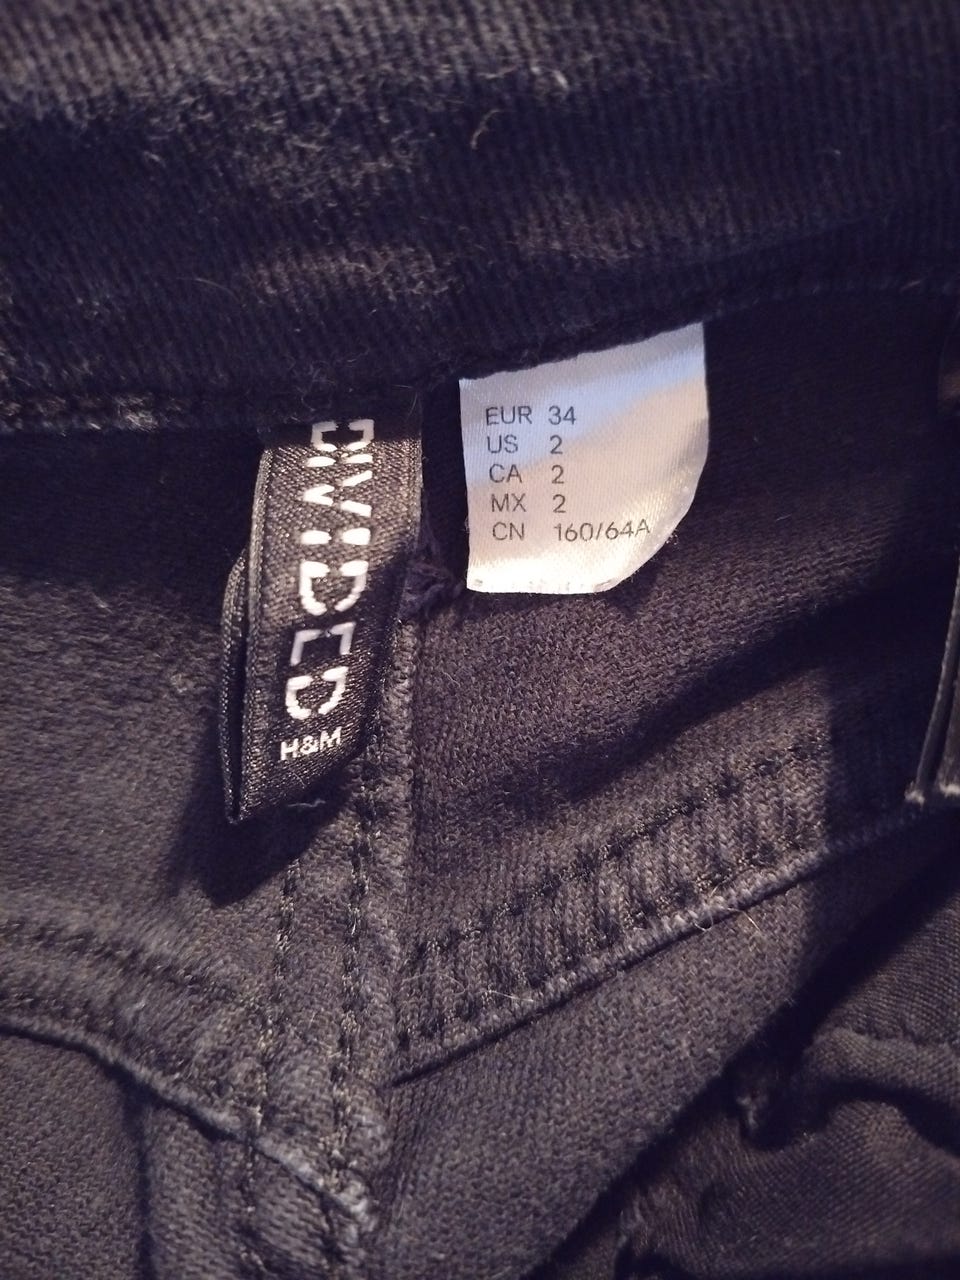 DIVIDED
H&M
EUR 34
US 2
CA 2
MX 2
CN 160/64A